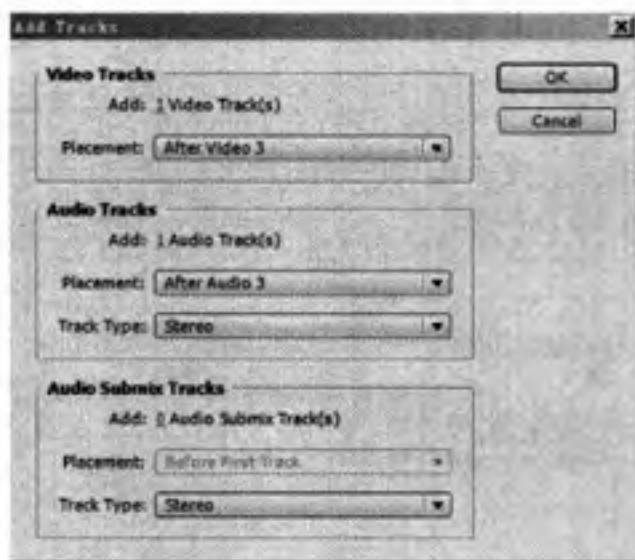 Add Tracks
Video Tracks
Add: 1 Video Track(s)
Placement: After Video 3
Audio Tracks
Add: 1 Audio Track(s)
Placement: After Audio 3
Track Type: Stereo
Audio Submix Tracks
Add: 0 Audio Submix Track(s)
Placement: Before First Track
Track Type: Stereo
OK
Cancel